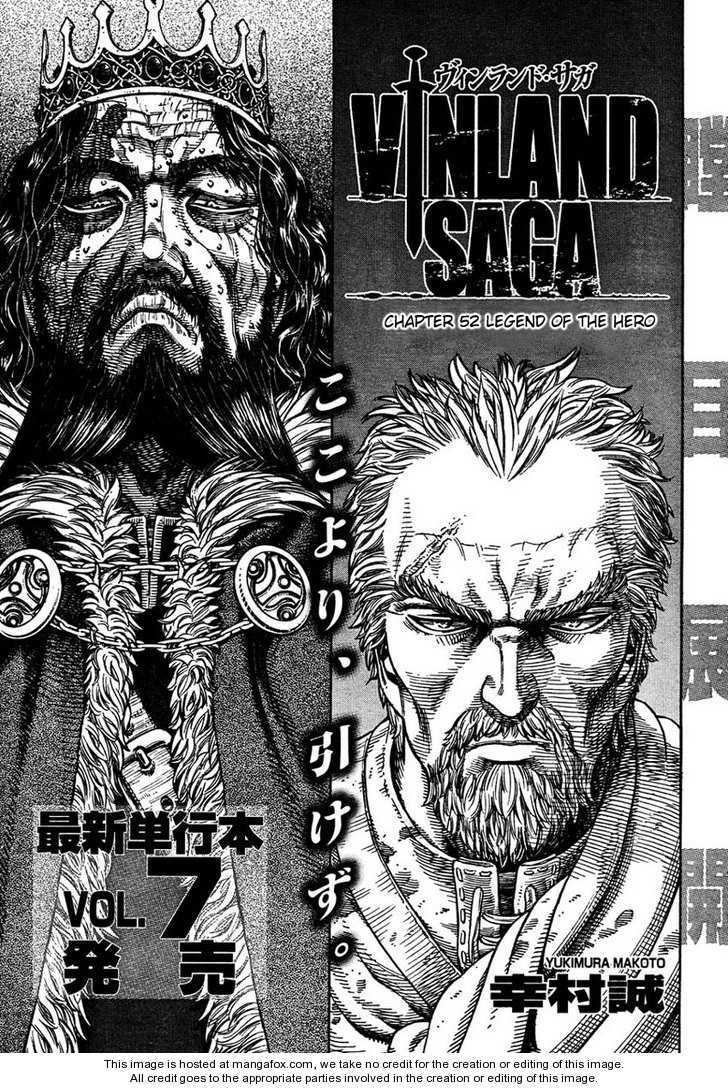 ヴィンランド・サガ
VINLAND
SAGA
CHAPTER 52 LEGEND OF THE HERO
ここより、引けず。
目
展
開
最新単行本
VOL.7
発売
YUKIMURA MAKOTO
幸村誠
This image is hosted at mangafox.com, we take no credit for the creation or editing of this image.
All credit goes to the appropriate parties involved in the creation or editing of this image.